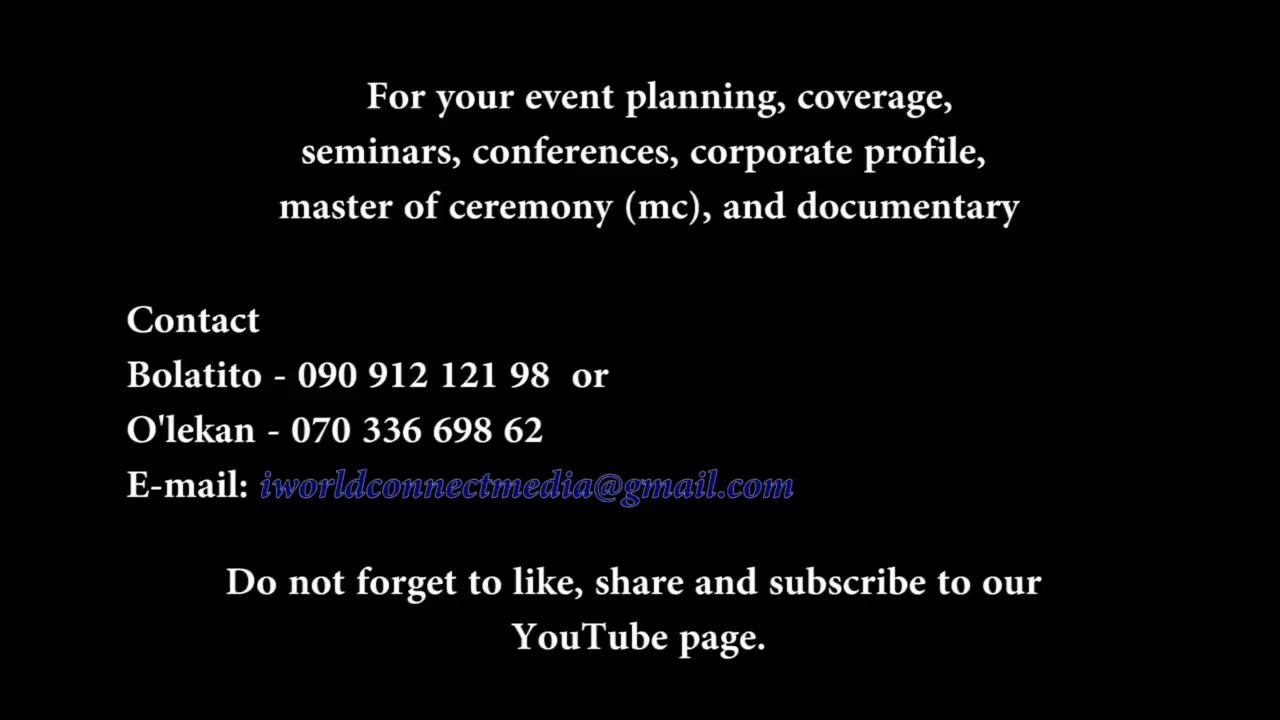 For your event planning, coverage,
seminars, conferences, corporate profile,
master of ceremony (mc), and documentary
Contact
Bolatito - 090 912 121 98 or
O'lekan - 070 336 698 62
E-mail: iworldconnectmedia@gmail.com
Do not forget to like, share and subscribe to our
YouTube page.